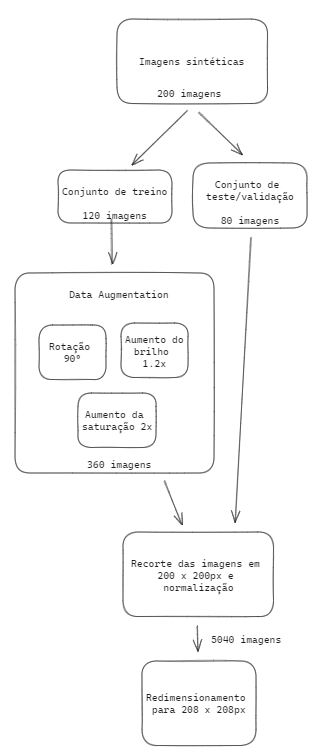 Imagens sintéticas
200 imagens
Conjunto de treino
120 imagens
Conjunto de
teste/validação
80 imagens
Data Augmentation
Rotação
90º
Aumento do
brilho
1.2x
Aumento da
saturação 2x
360 imagens
Recorte das imagens em
200 x 200px e
normalização
5040 imagens
Redimensionamento
para 208 x 208px